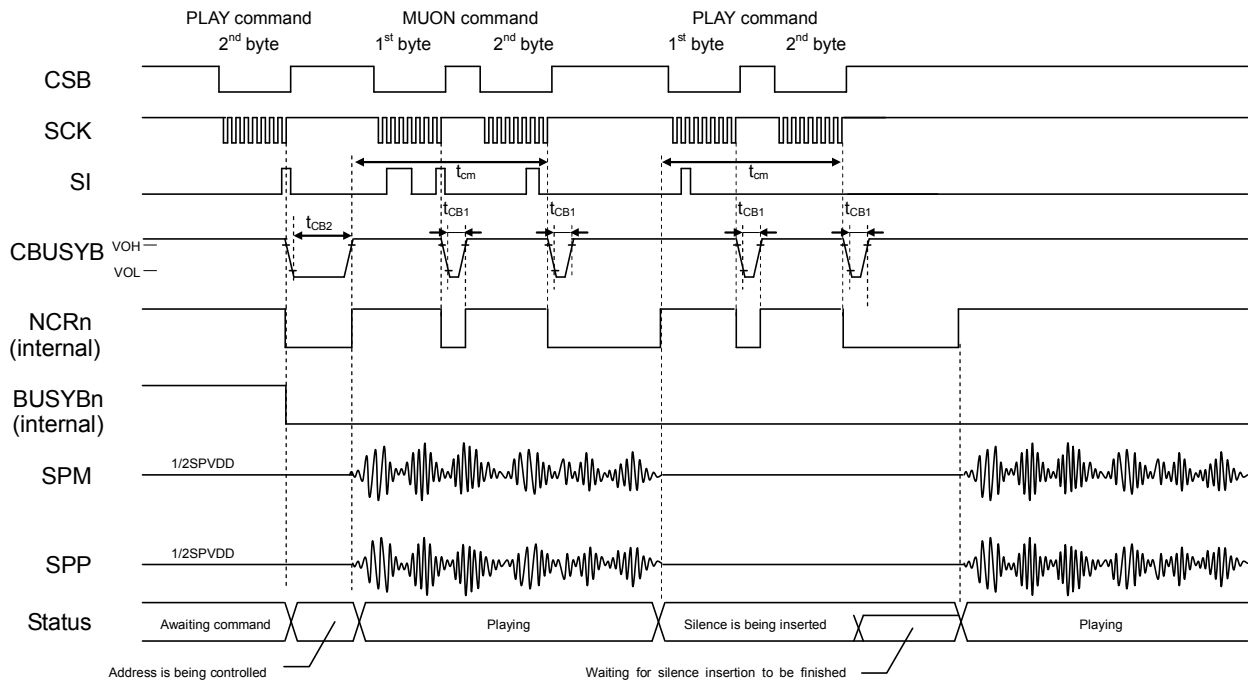 PLAY command MUON command PLAY command
2nd byte 1st byte 2nd byte 1st byte 2nd byte
CSB
SCK
tcm tcm
SI
tCB2 tCB1 tCB1 tCB1 tCB1
VOH
CBUSYB
VOL
NCRn
(internal)
BUSYBn
(internal)
1/2SPVDD
SPM
1/2SPVDD
SPP
Status Awaiting command Playing Silence is being inserted Playing
Address is being controlled Waiting for silence insertion to be finished